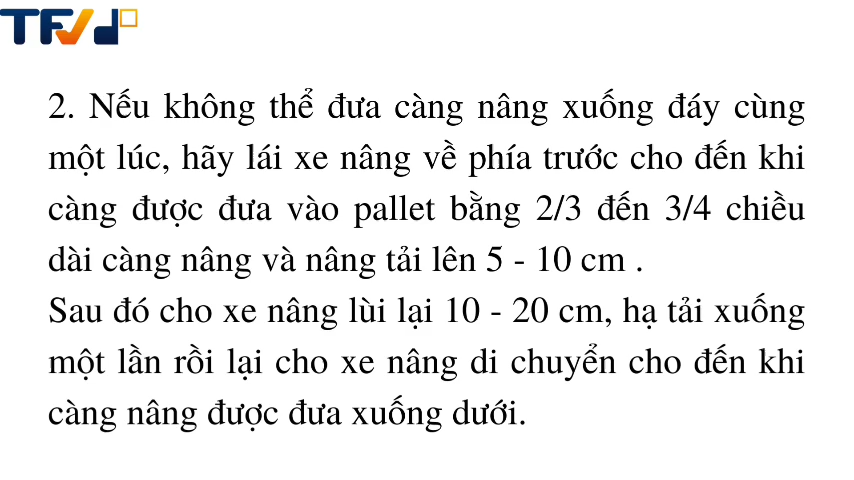 TFVd
2. Nếu không thể đưa càng nâng xuống đáy cùng
một lúc, hãy lái xe nâng về phía trước cho đến khi
càng được đưa vào pallet bằng 2/3 đến 3/4 chiều
dài càng nâng và nâng tải lên 5 - 10 cm .
Sau đó cho xe nâng lùi lại 10 - 20 cm, hạ tải xuống
một lần rồi lại cho xe nâng di chuyển cho đến khi
càng nâng được đưa xuống dưới.